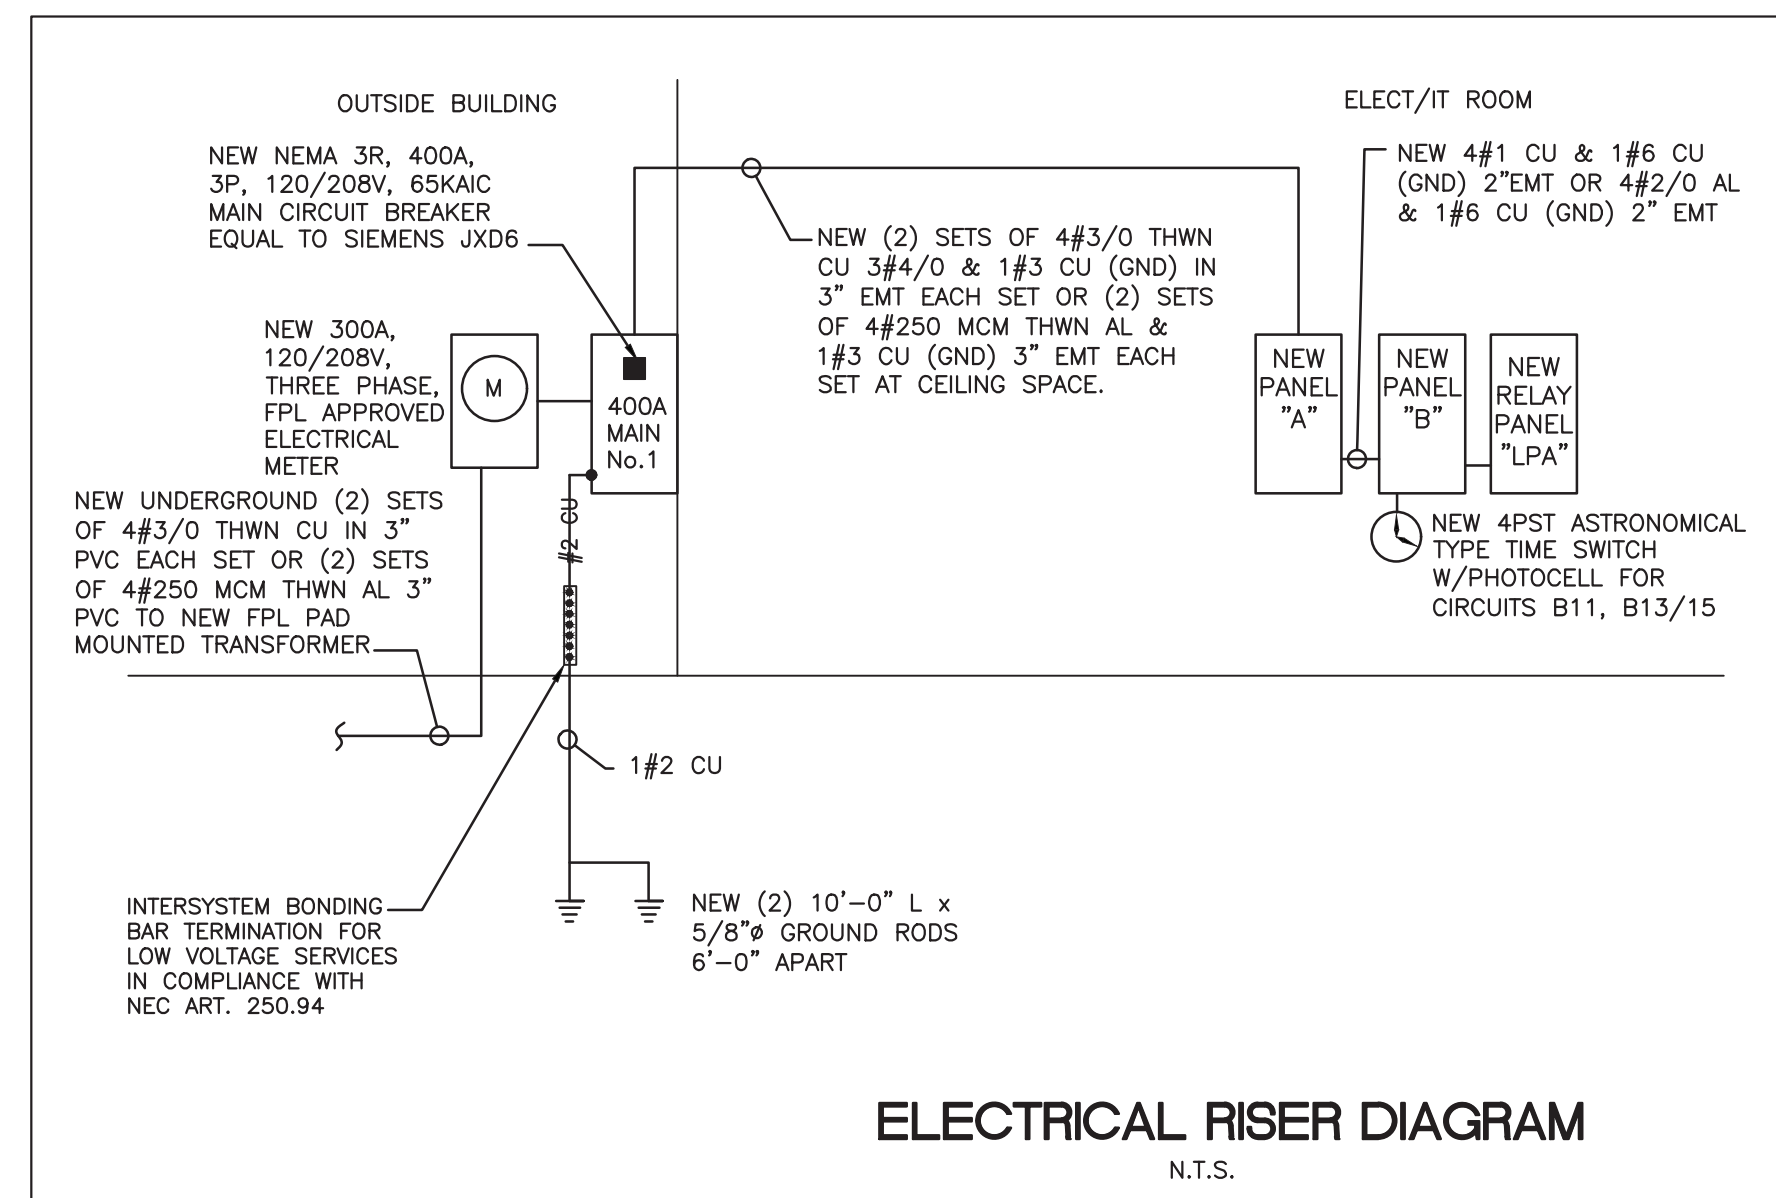 OUTSIDE BUILDING
NEW NEMA 3R, 400A,
3P, 120/208V, 65KAIC
MAIN CIRCUIT BREAKER
EQUAL TO SIEMENS JXD6
NEW 300A,
120/208V,
THREE PHASE,
FPL APPROVED
ELECTRICAL
METER
M
400A
MAIN
No.1
NEW UNDERGROUND (2) SETS
OF 4#3/0 THWN CU IN 3”
PVC EACH SET OR (2) SETS
OF 4#250 MCM THWN AL 3”
PVC TO NEW FPL PAD
MOUNTED TRANSFORMER
#2 CU
1#2 CU
INTERSYSTEM BONDING
BAR TERMINATION FOR
LOW VOLTAGE SERVICES
IN COMPLIANCE WITH
NEC ART. 250.94
NEW (2) 10’-0” L x
5/8”ø GROUND RODS
6’-0” APART
NEW (2) SETS OF 4#3/0 THWN
CU 3#4/0 & 1#3 CU (GND) IN
3” EMT EACH SET OR (2) SETS
OF 4#250 MCM THWN AL &
1#3 CU (GND) 3” EMT EACH
SET AT CEILING SPACE.
ELECT/IT ROOM
NEW 4#1 CU & 1#6 CU
(GND) 2”EMT OR 4#2/0 AL
& 1#6 CU (GND) 2” EMT
NEW
PANEL
”A”
NEW
PANEL
”B”
NEW
RELAY
PANEL
”LPA”
NEW 4PST ASTRONOMICAL
TYPE TIME SWITCH
W/PHOTOCELL FOR
CIRCUITS B11, B13/15
ELECTRICAL RISER DIAGRAM
N.T.S.